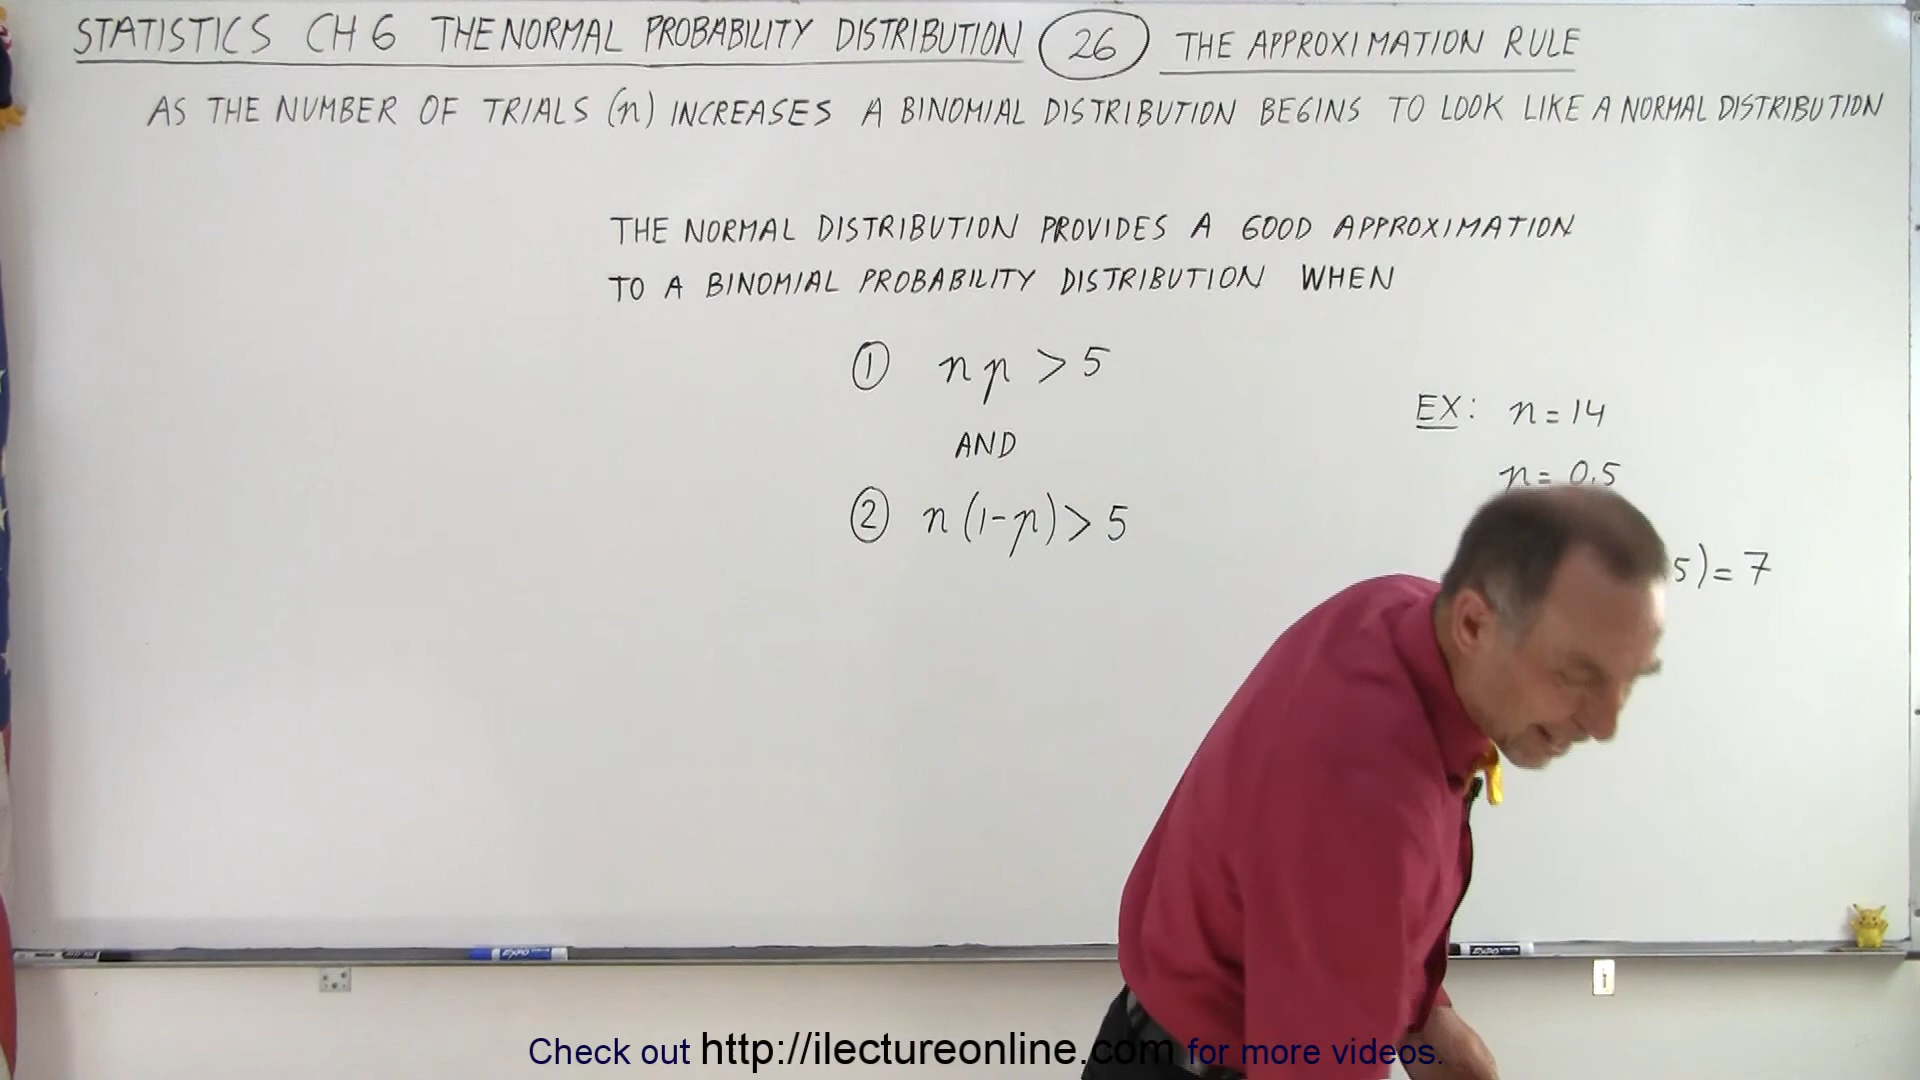 STATISTICS CH 6 THE NORMAL PROBABILITY DISTRIBUTION 26 THE APPROXIMATION RULE
AS THE NUMBER OF TRIALS (n) INCREASES A BINOMIAL DISTRIBUTION BEGINS TO LOOK LIKE A NORMAL DISTRIBUTION
THE NORMAL DISTRIBUTION PROVIDES A GOOD APPROXIMATION
TO A BINOMIAL PROBABILITY DISTRIBUTION WHEN
① np > 5
AND
② n(1-p) > 5
EX: n = 14
p = 0.5
5) = 7
Check out http://ilectureonline.com for more videos.